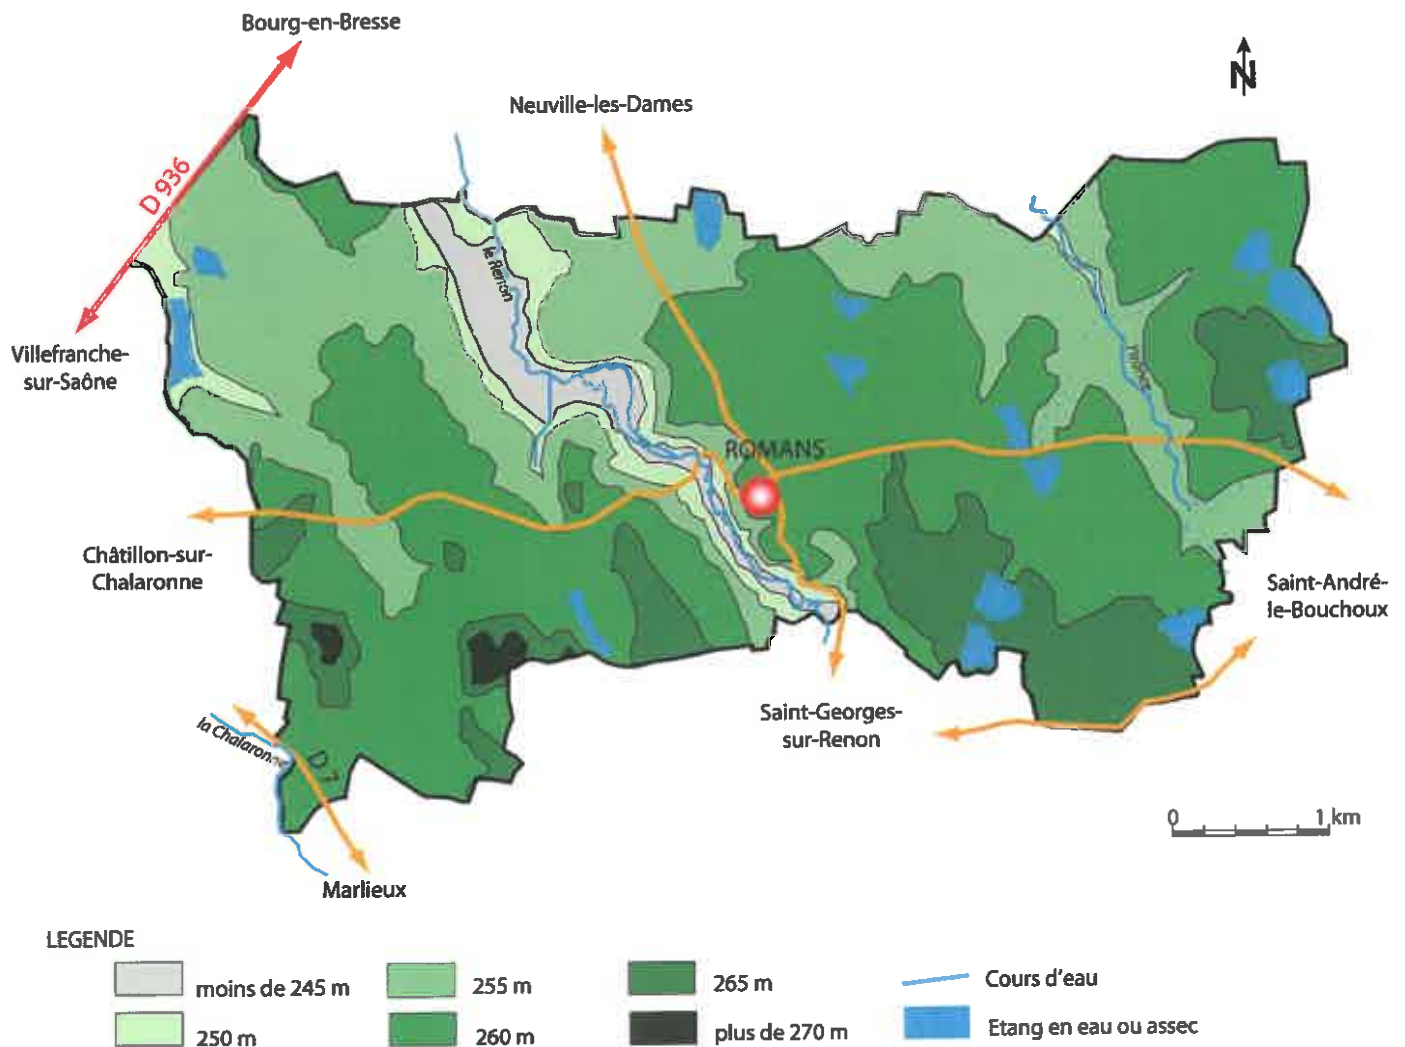 Bourg-en-Bresse
N
Neuville-les-Dames
D 936
le Renon
Villefranche-
sur-Saône
ROMANS
Châtillon-sur-
Chalaronne
Saint-André-
le-Bouchoux
la Chalaronne
D 7
Saint-Georges-
sur-Renon
0 1 km
Marlieux
LEGENDE
moins de 245 m
255 m
265 m
Cours d'eau
250 m
260 m
plus de 270 m
Etang en eau ou assec